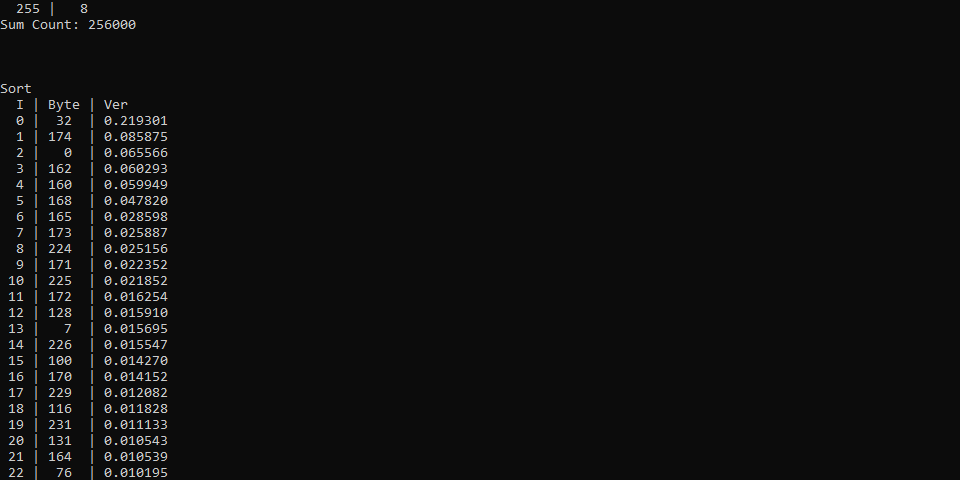 255 | 8
Sum Count: 256000
Sort
I | Byte | Ver
0 | 32 | 0.219301
1 | 174 | 0.085875
2 | 0 | 0.065566
3 | 162 | 0.060293
4 | 160 | 0.059949
5 | 168 | 0.047820
6 | 165 | 0.028598
7 | 173 | 0.025887
8 | 224 | 0.025156
9 | 171 | 0.022352
10 | 225 | 0.021852
11 | 172 | 0.016254
12 | 128 | 0.015910
13 | 7 | 0.015695
14 | 226 | 0.015547
15 | 100 | 0.014270
16 | 170 | 0.014152
17 | 229 | 0.012082
18 | 116 | 0.011828
19 | 231 | 0.011133
20 | 131 | 0.010543
21 | 164 | 0.010539
22 | 76 | 0.010195